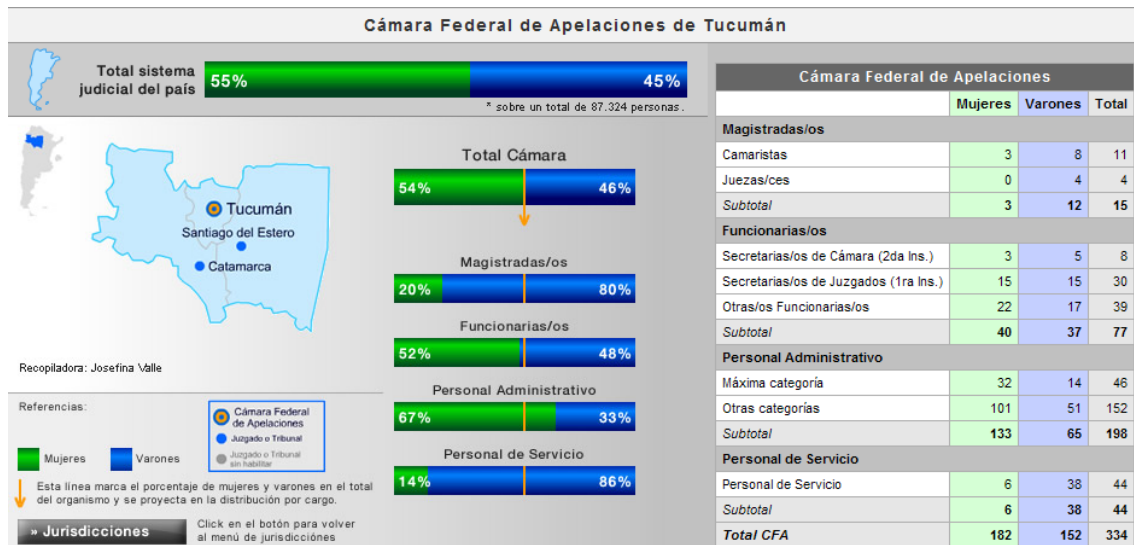 Cámara Federal de Apelaciones de Tucumán
Total sistema
judicial del país
55% 45%
* sobre un total de 87.324 personas.
Tucumán
Santiago del Estero
Catamarca
Recopiladora: Josefina Valle
Total Cámara
54% 46%
Magistradas/os
20% 80%
Funcionarias/os
52% 48%
Personal Administrativo
67% 33%
Personal de Servicio
14% 86%
Referencias:
Mujeres Varones
Cámara Federal
de Apelaciones
Juzgado o Tribunal
Juzgado o Tribunal
sin habilitar
Esta línea marca el porcentaje de mujeres y varones en el total
del organismo y se proyecta en la distribución por cargo.
» Jurisdicciones
Click en el botón para volver
al menú de jurisdicciónes
Cámara Federal de Apelaciones
Mujeres Varones Total
Magistradas/os
Camaristas 3 8 11
Juezas/ces 0 4 4
Subtotal 3 12 15
Funcionarias/os
Secretarias/os de Cámara (2da Ins.) 3 5 8
Secretarias/os de Juzgados (1ra Ins.) 15 15 30
Otras/os Funcionarias/os 22 17 39
Subtotal 40 37 77
Personal Administrativo
Máxima categoría 32 14 46
Otras categorías 101 51 152
Subtotal 133 65 198
Personal de Servicio
Personal de Servicio 6 38 44
Subtotal 6 38 44
Total CFA 182 152 334